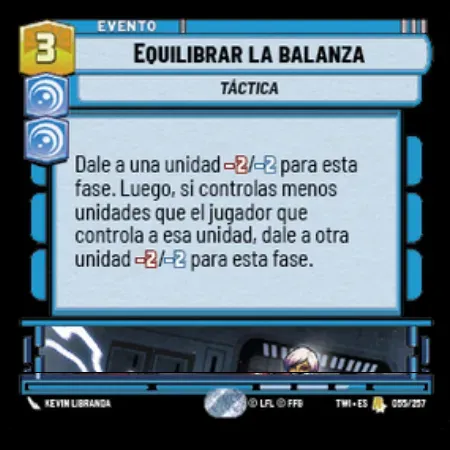 EVENTO
3
EQUILIBRAR LA BALANZA
TÁCTICA
Dale a una unidad -2/-2 para esta
fase. Luego, si controlas menos
unidades que el jugador que
controla a esa unidad, dale a otra
unidad -2/-2 para esta fase.
KEVIN LIBRANDA © LFL © FFG TWI • ES 055/257